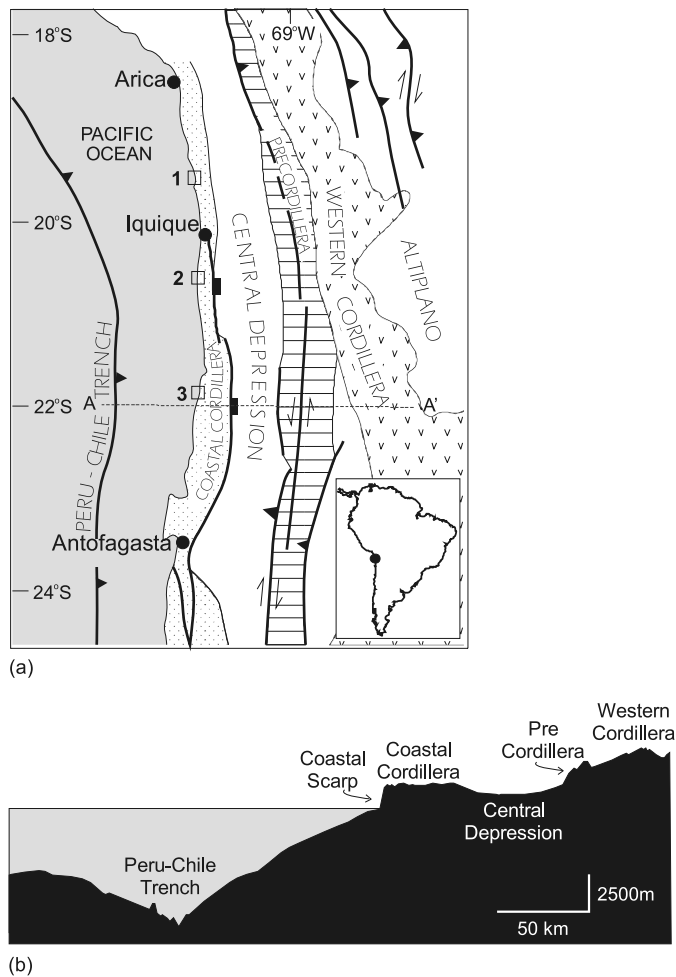 18°S
69°W
Arica
PACIFIC
OCEAN
1
PRECORDILLERA
20°S
Iquique
WESTERN
CORDILLERA
CENTRAL DEPRESSION
ALTIPLANO
2
PERU - CHILE TRENCH
3
A
A'
22°S
COASTAL CORDILLERA
Antofagasta
24°S
(a)
Western
Cordillera
Pre
Cordillera
Coastal
Scarp
Coastal
Cordillera
Central
Depression
Peru-Chile
Trench
2500m
50 km
(b)